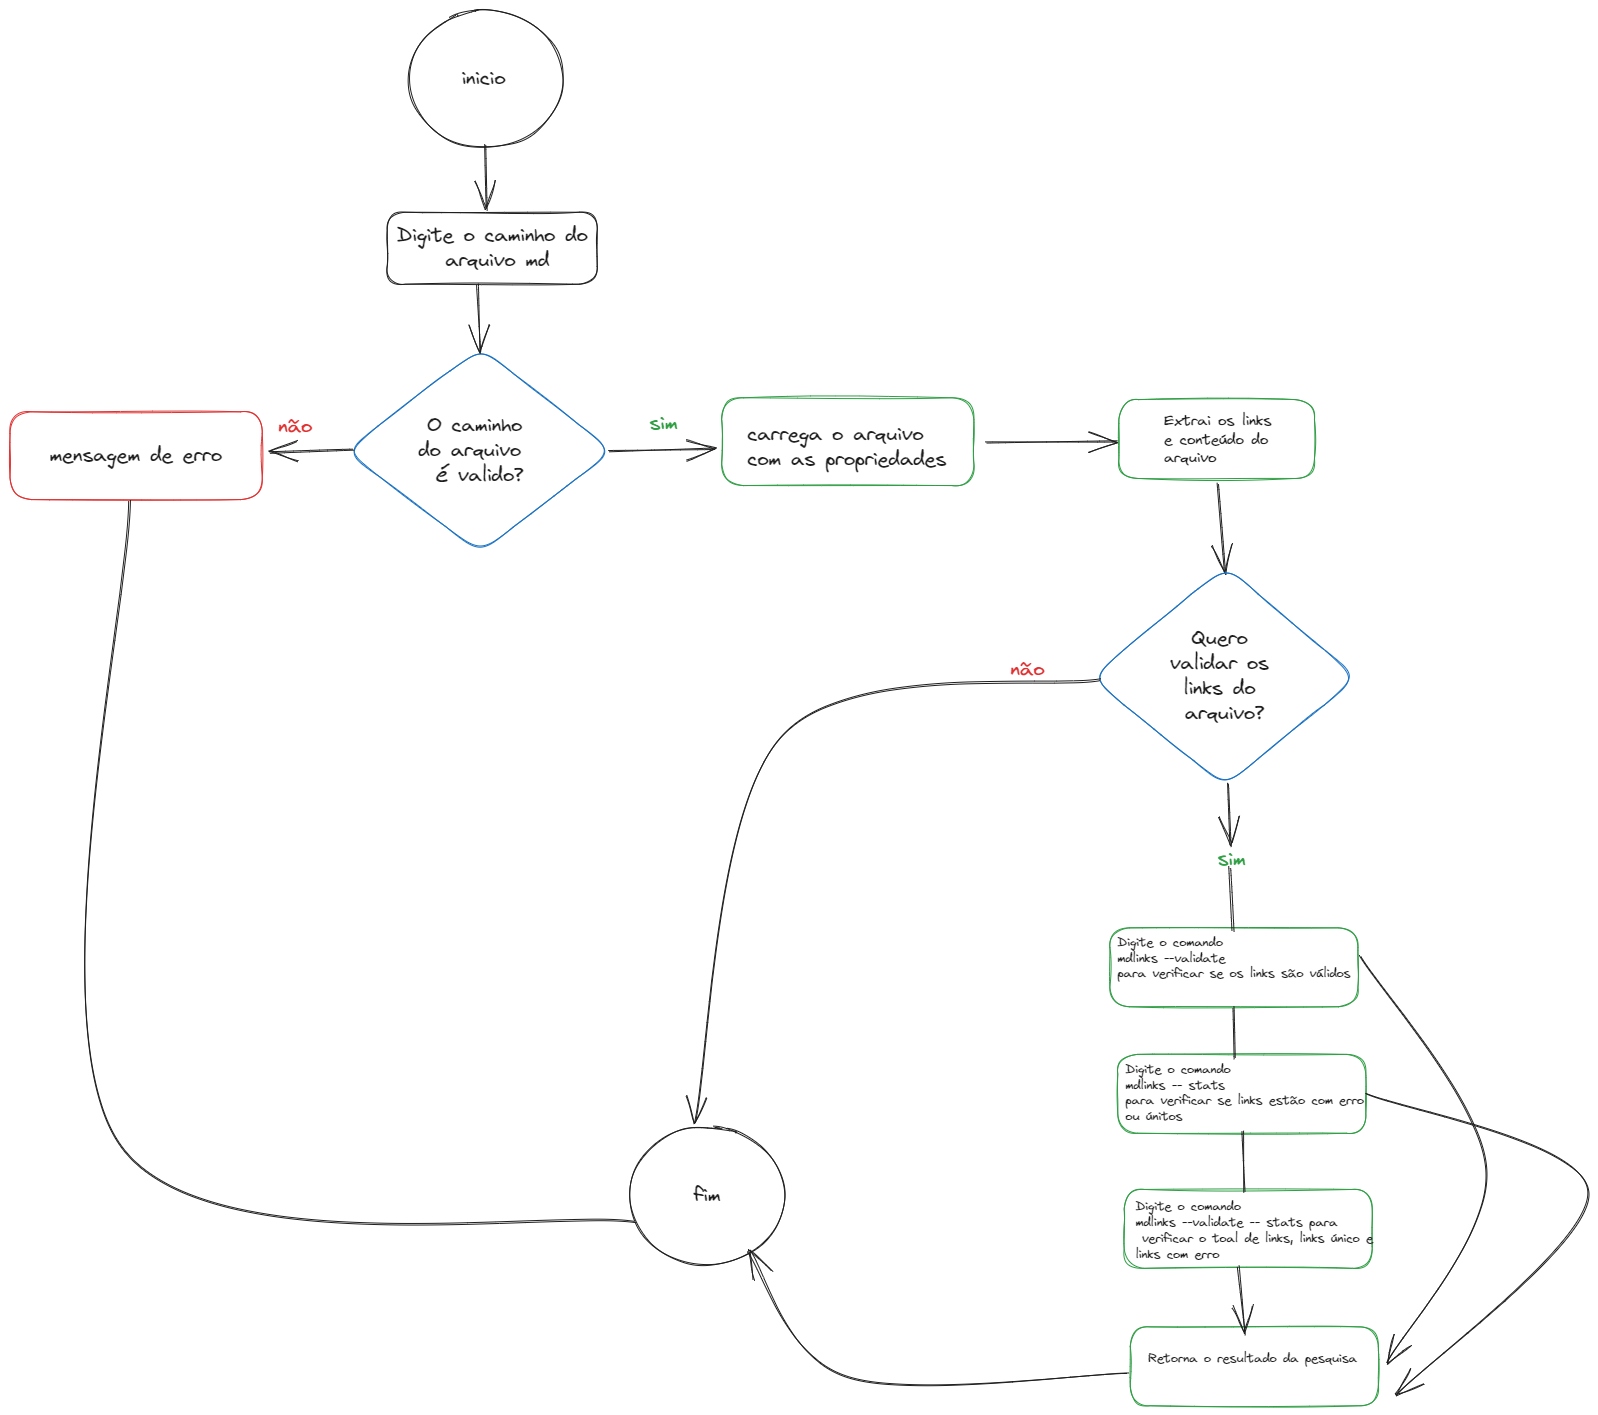 inicio
Digite o caminho do
arquivo md
O caminho
do arquivo
é valido?
não
mensagem de erro
sim
carrega o arquivo
com as propriedades
Extrai os links
e conteúdo do
arquivo
Quero
validar os
links do
arquivo?
não
sim
Digite o comando
mdlinks --validate
para verificar se os links são válidos
Digite o comando
mdlinks -- stats
para verificar se links estão com erro
ou únitos
Digite o comando
mdlinks --validate -- stats para
verificar o toal de links, links único e
links com erro
Retorna o resultado da pesquisa
fim